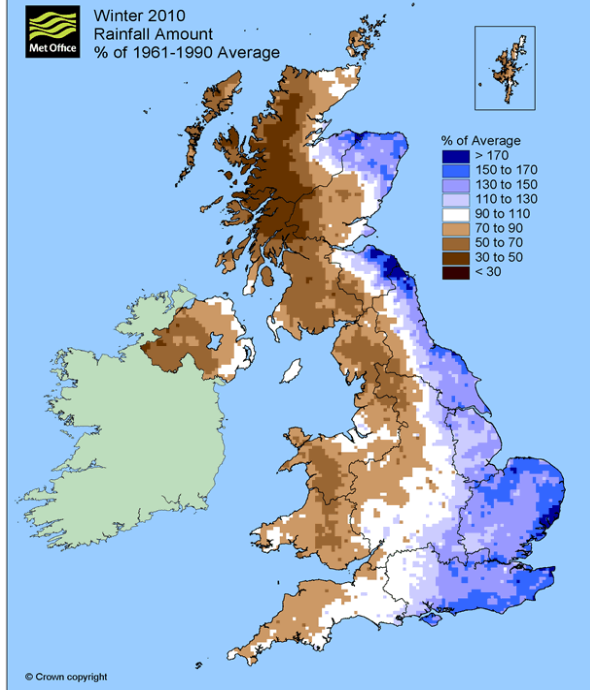 Met Office
Winter 2010
Rainfall Amount
% of 1961-1990 Average
% of Average
> 170
150 to 170
130 to 150
110 to 130
90 to 110
70 to 90
50 to 70
30 to 50
< 30
© Crown copyright